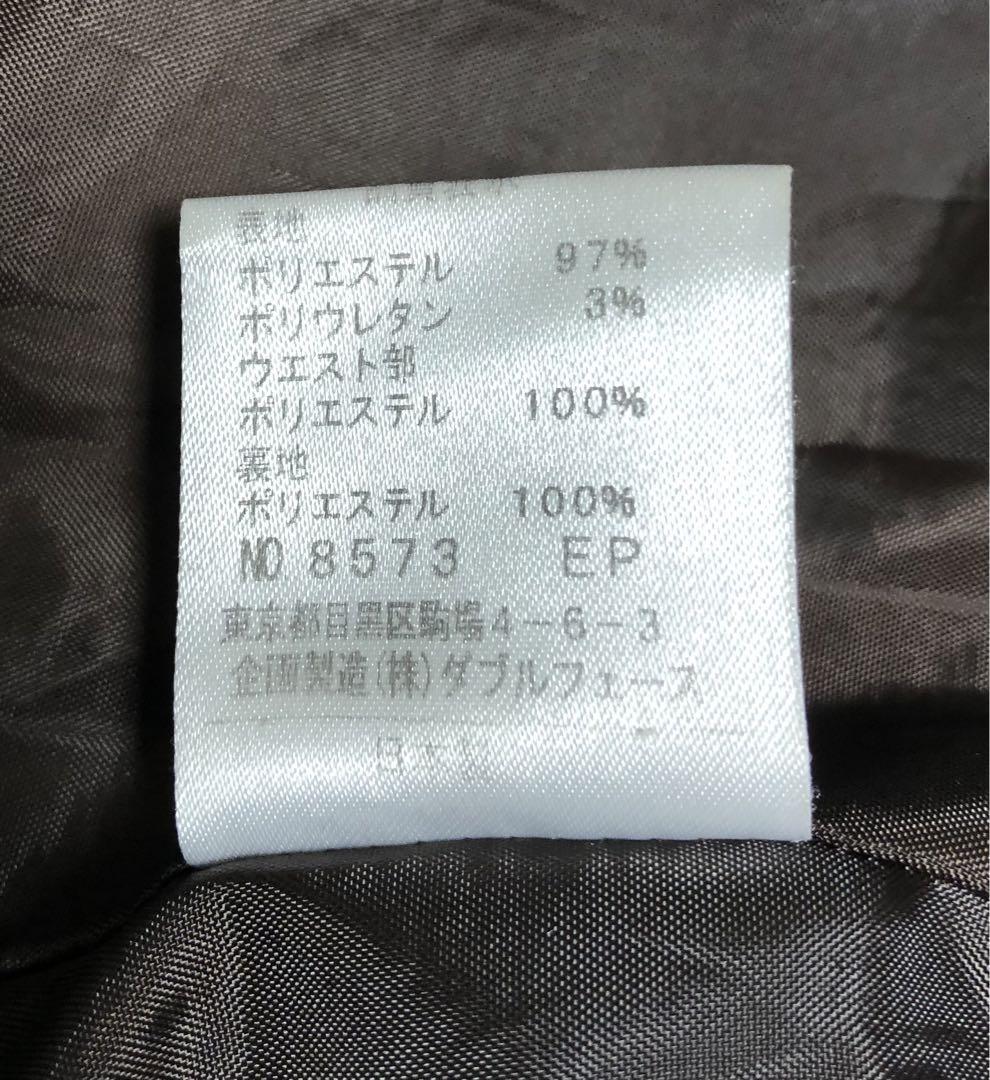 表地
ポリエステル 97%
ポリウレタン 3%
ウエスト部
ポリエステル 100%
裏地
ポリエステル 100%
NO 8573 EP
東京都目黒区駒場4-6-3
企画製造(株)ダブルフェース